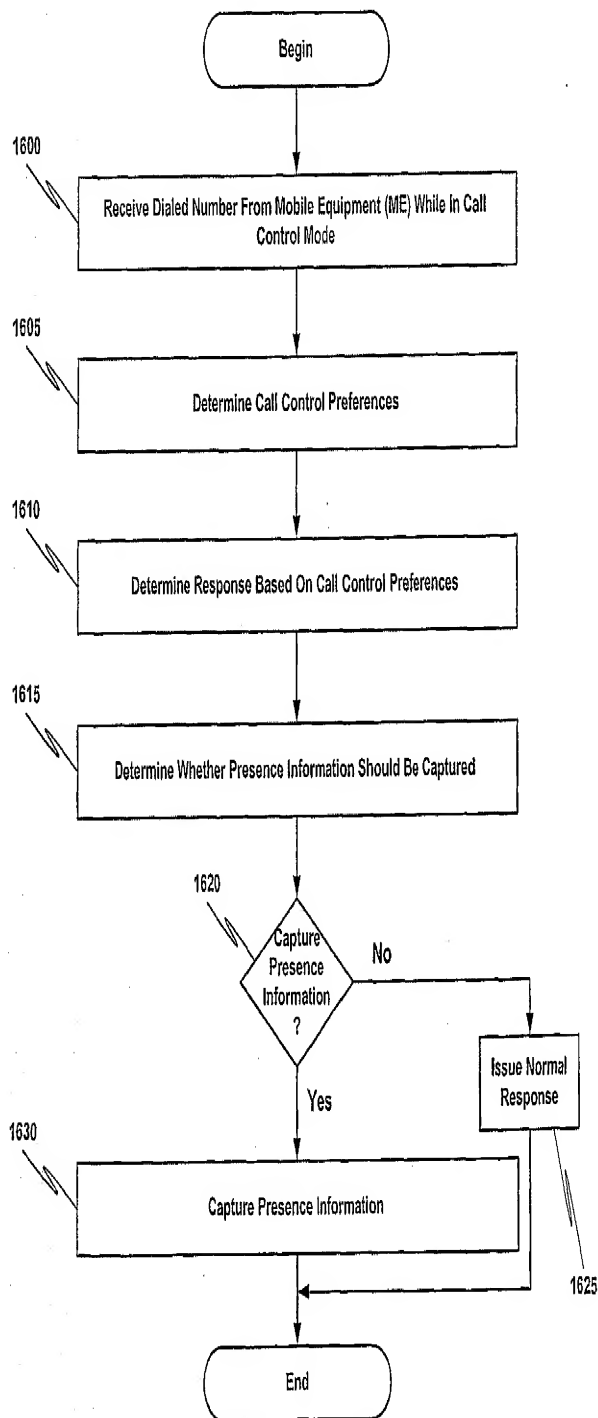 Begin
1600
Receive Dialed Number From Mobile Equipment (ME) While In Call
Control Mode
1605
Determine Call Control Preferences
1610
Determine Response Based On Call Control Preferences
1615
Determine Whether Presence Information Should Be Captured
1620
Capture
Presence
Information
?
No
Issue Normal
Response
Yes
1630
Capture Presence Information
1625
End